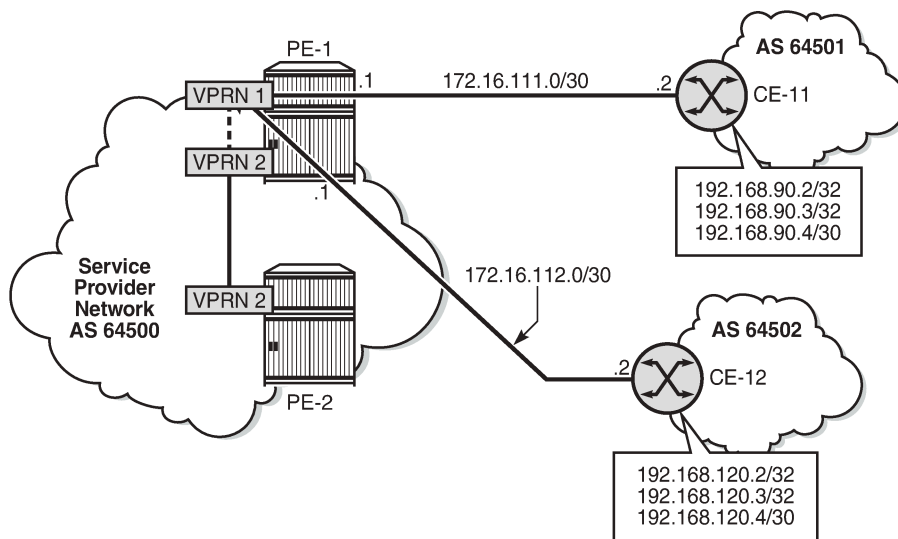 PE-1
AS 64501
VPRN 1
.1
172.16.111.0/30
.2
CE-11
VPRN 2
.1
192.168.90.2/32
192.168.90.3/32
192.168.90.4/30
Service
Provider
Network
AS 64500
172.16.112.0/30
VPRN 2
AS 64502
.2
CE-12
PE-2
192.168.120.2/32
192.168.120.3/32
192.168.120.4/30